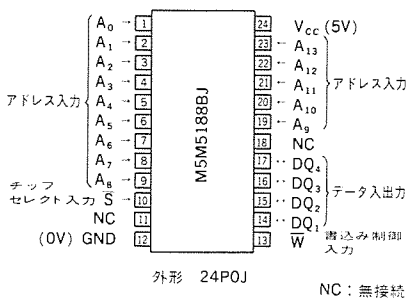 A0 → 1
A1 → 2
A2 → 3
A3 → 4
A4 → 5
A5 → 6
A6 → 7
A7 → 8
A8 → 9
アドレス入力
チップ
セレクト入力 S̅ → 10
NC 11
(0V) GND 12
M5M5188BJ
24 VCC (5V)
23 ← A13
22 ← A12
21 ← A11
20 ← A10
19 ← A9
アドレス入力
18 NC
17 ↔ DQ4
16 ↔ DQ3
15 ↔ DQ2
14 ↔ DQ1
データ入出力
13 ← W̅ 書込み制御
入力
外形 24P0J
NC:無接続